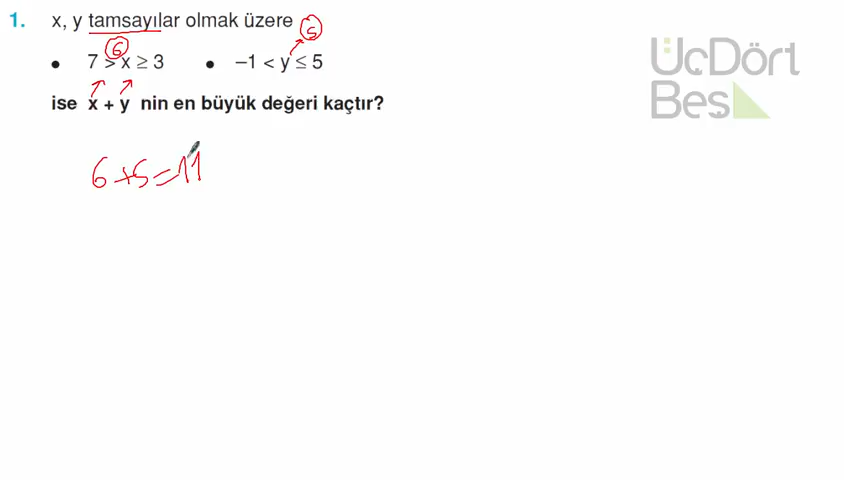 1. x, y tamsayılar olmak üzere
5
6
• 7 > x ≥ 3 • –1 < y ≤ 5
ise x + y nin en büyük değeri kaçtır?
6+5=11
ÜçDört
Beş